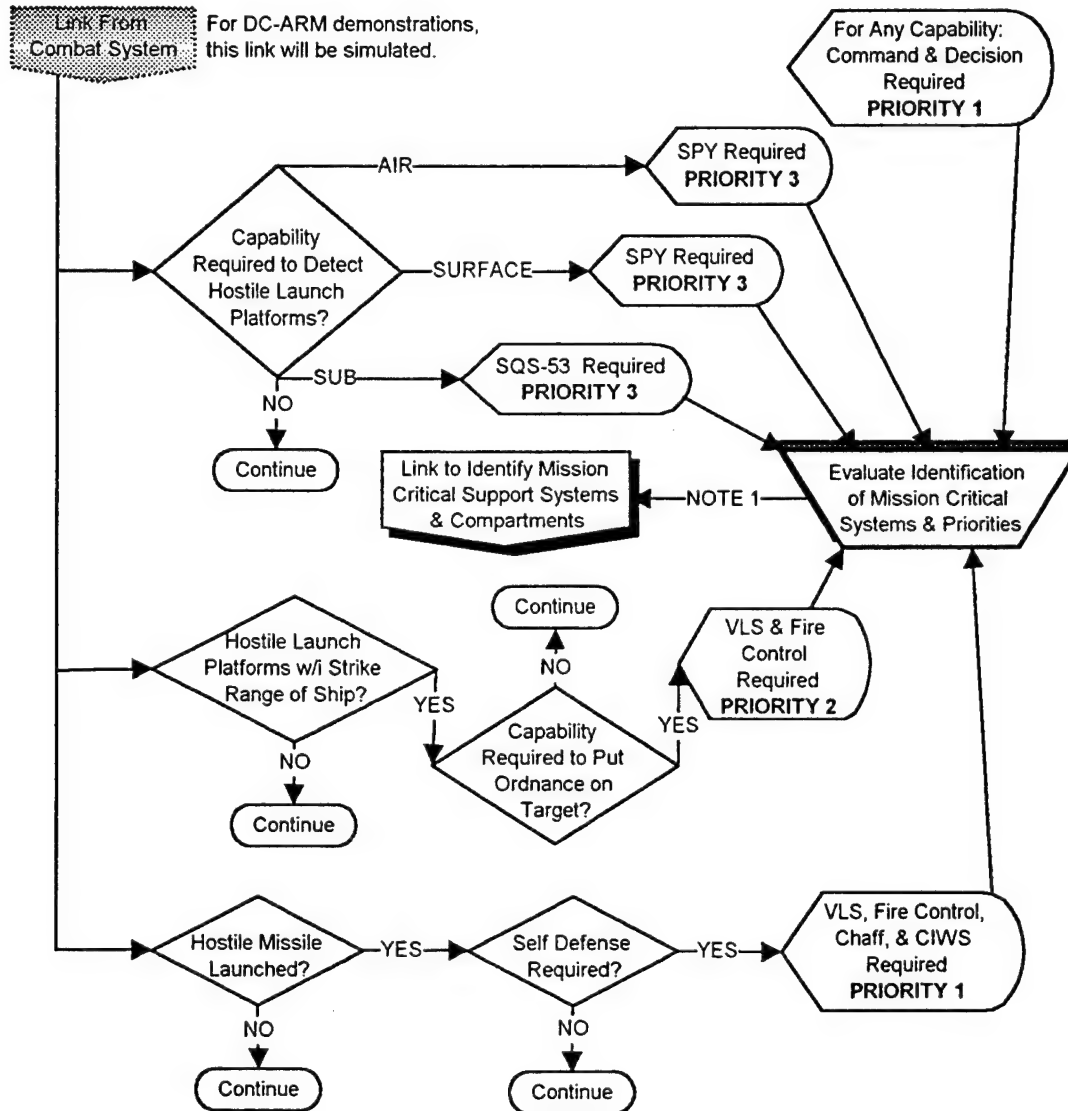 Link From
Combat System
For DC-ARM demonstrations,
this link will be simulated.
For Any Capability:
Command & Decision
Required
PRIORITY 1
AIR
SPY Required
PRIORITY 3
Capability
Required to Detect
Hostile Launch
Platforms?
SURFACE
SPY Required
PRIORITY 3
SUB
SQS-53 Required
PRIORITY 3
NO
Continue
Link to Identify Mission
Critical Support Systems
& Compartments
NOTE 1
Evaluate Identification
of Mission Critical
Systems & Priorities
Hostile Launch
Platforms w/i Strike
Range of Ship?
YES
NO
Continue
Continue
NO
Capability
Required to Put
Ordnance on
Target?
YES
VLS & Fire
Control
Required
PRIORITY 2
Hostile Missile
Launched?
YES
NO
Continue
Self Defense
Required?
YES
NO
Continue
VLS, Fire Control,
Chaff, & CIWS
Required
PRIORITY 1